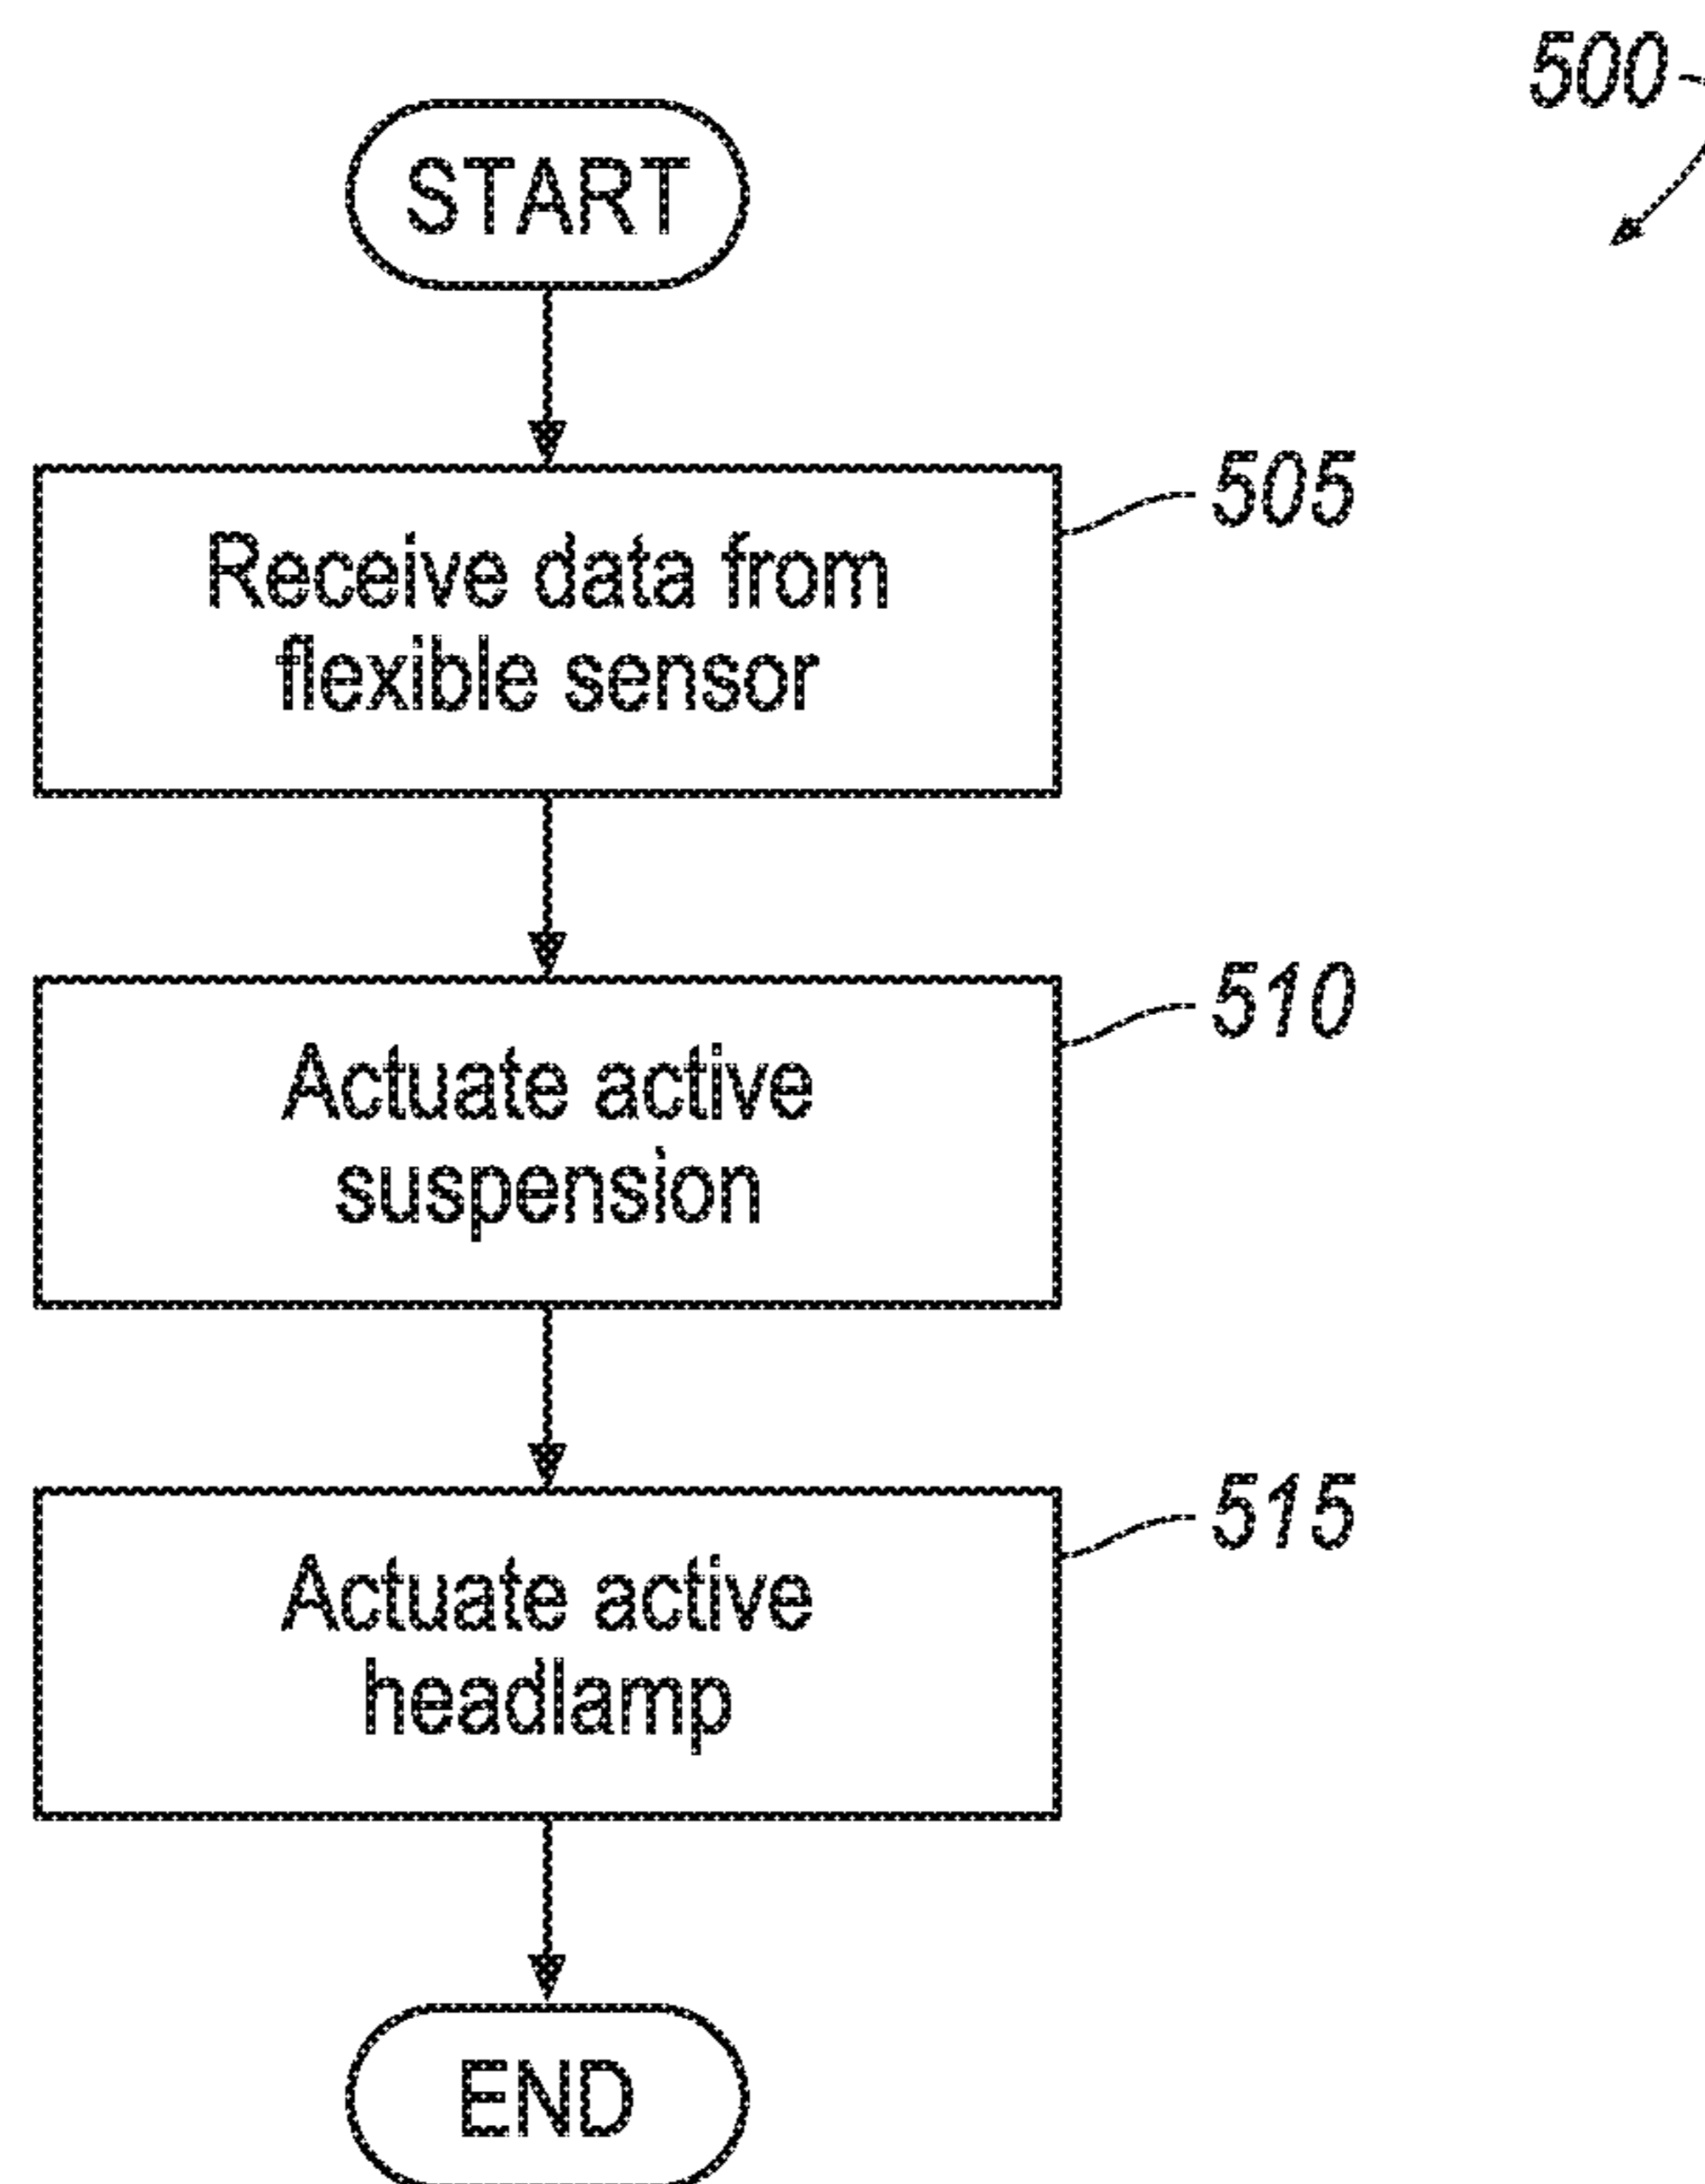 500
START
Receive data from
flexible sensor
505
Actuate active
suspension
510
Actuate active
headlamp
515
END